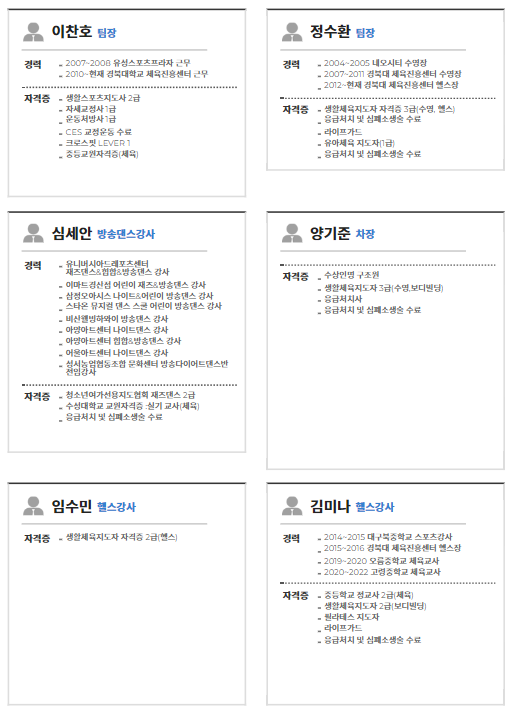 이찬호 팀장
경력
- 2007~2008 유성스포츠프라자 근무
- 2010~현재 경북대학교 체육진흥센터 근무
자격증
- 생활스포츠지도사 2급
- 자세교정사 1급
- 운동처방사 1급
- CES 교정운동 수료
- 크로스핏 LEVER 1
- 중등교원자격증(체육)
정수환 팀장
경력
- 2004~2005 네오시티 수영장
- 2007~2011 경북대 체육진흥센터 수영장
- 2012~현재 경북대 체육진흥센터 헬스장
자격증
- 생활체육지도자 자격증 3급(수영, 헬스)
- 응급처치 및 심폐소생술 수료
- 라이프가드
- 유아체육 지도자(1급)
- 응급처치 및 심폐소생술 수료
심세안 방송댄스강사
경력
- 유니버시아드레포츠센터
재즈댄스&힙합&방송댄스 강사
- 이마트경산점 어린이 재즈&방송댄스 강사
- 삼정오아시스 나이트&어린이 방송댄스 강사
- 스타존 뮤지컬 댄스 스쿨 어린이 방송댄스 강사
- 비산웰빙하와이 방송댄스 강사
- 아양아트센터 나이트댄스 강사
- 아양아트센터 힙합&방송댄스 강사
- 어울아트센터 나이트댄스 강사
- 성서농업협동조합 문화센터 방송다이어트댄스반
전임강사
자격증
- 청소년여가선용지도협회 재즈댄스 2급
- 수성대학교 교원자격증 :실기 교사(체육)
- 응급처치 및 심폐소생술 수료
양기준 차장
자격증
- 수상인명 구조원
- 생활체육지도자 3급(수영,보디빌딩)
- 응급처치사
- 응급처치 및 심폐소생술 수료
임수민 헬스강사
자격증
- 생활체육지도자 자격증 2급(헬스)
김미나 헬스강사
경력
- 2014~2015 대구북중학교 스포츠강사
- 2015~2016 경북대 체육진흥센터 헬스장
- 2019~2020 오름중학교 체육교사
- 2020~2022 고령중학교 체육교사
자격증
- 중등학교 정교사 2급(체육)
- 생활체육지도자 2급(보디빌딩)
- 필라테스 지도자
- 라이프가드
- 응급처치 및 심폐소생술 수료